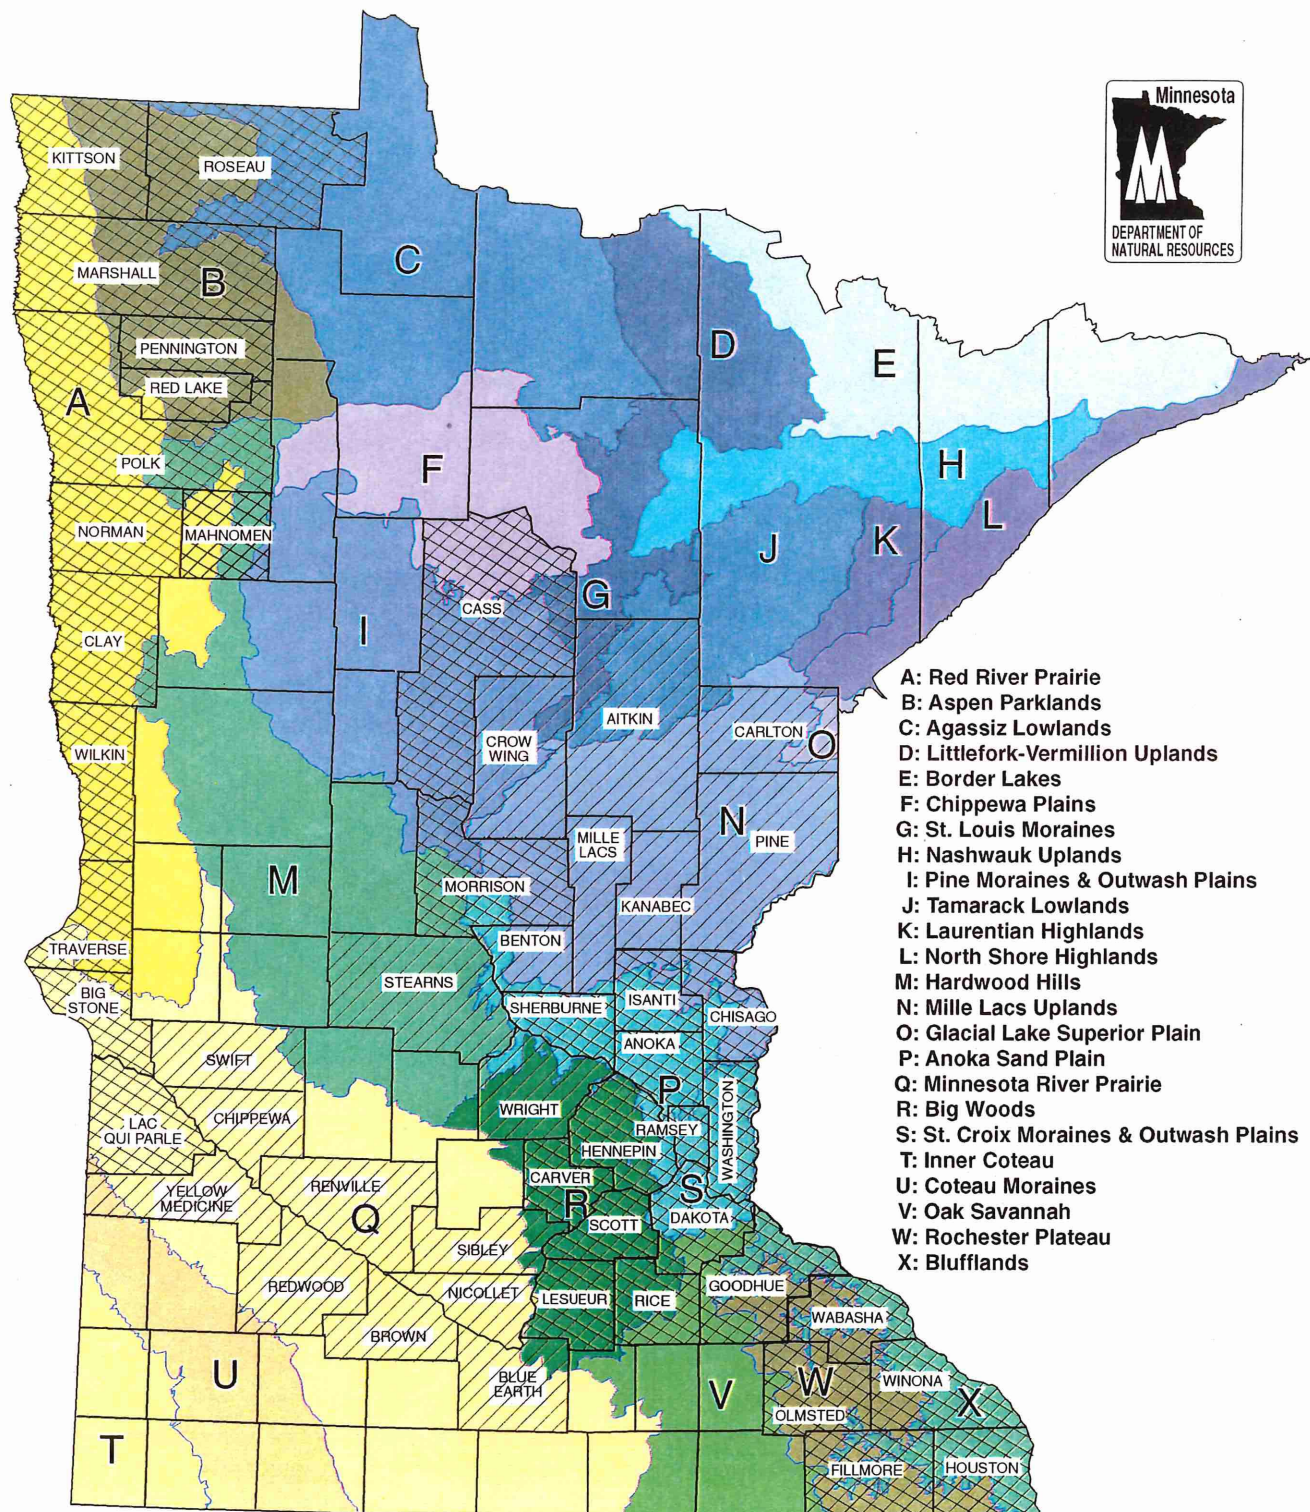 Minnesota
DEPARTMENT OF
NATURAL RESOURCES
KITTSON
ROSEAU
C
MARSHALL
B
PENNINGTON
D
E
RED LAKE
A
POLK
F
H
L
NORMAN
MAHNOMEN
K
J
G
CASS
I
CLAY
AITKIN
CARLTON
O
CROW
WING
WILKIN
N
PINE
MILLE
LACS
M
MORRISON
KANABEC
BENTON
TRAVERSE
STEARNS
BIG
STONE
SHERBURNE
ISANTI
CHISAGO
ANOKA
SWIFT
P
WASHINGTON
WRIGHT
CHIPPEWA
RAMSEY
LAC
QUI PARLE
HENNEPIN
CARVER
RENVILLE
YELLOW
MEDICINE
S
R
Q
SCOTT
DAKOTA
SIBLEY
REDWOOD
NICOLLET
LESUEUR
RICE
GOODHUE
WABASHA
BROWN
U
BLUE
EARTH
V
W
WINONA
X
OLMSTED
T
FILLMORE
HOUSTON
A: Red River Prairie
B: Aspen Parklands
C: Agassiz Lowlands
D: Littlefork-Vermillion Uplands
E: Border Lakes
F: Chippewa Plains
G: St. Louis Moraines
H: Nashwauk Uplands
I: Pine Moraines & Outwash Plains
J: Tamarack Lowlands
K: Laurentian Highlands
L: North Shore Highlands
M: Hardwood Hills
N: Mille Lacs Uplands
O: Glacial Lake Superior Plain
P: Anoka Sand Plain
Q: Minnesota River Prairie
R: Big Woods
S: St. Croix Moraines & Outwash Plains
T: Inner Coteau
U: Coteau Moraines
V: Oak Savannah
W: Rochester Plateau
X: Blufflands